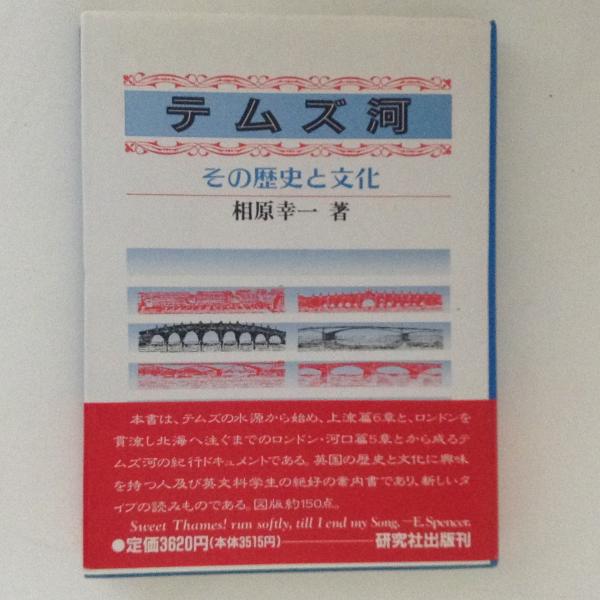 テムズ河
その歴史と文化
相原幸一 著
本書は、テムズの水源から始め、上流篇6章と、ロンドンを
貫流し北海へ注ぐまでのロンドン・河口篇5章とから成るテ
ムズ河の紀行ドキュメントである。英国の歴史と文化に興味
を持つ人及び英文科学生の絶好の案内書であり、新しいタ
イプの読みものである。図版約150点。
Sweet Thames! run softly, till I end my Song. —E. Spencer.
●定価3620円(本体3515円)——研究社出版刊